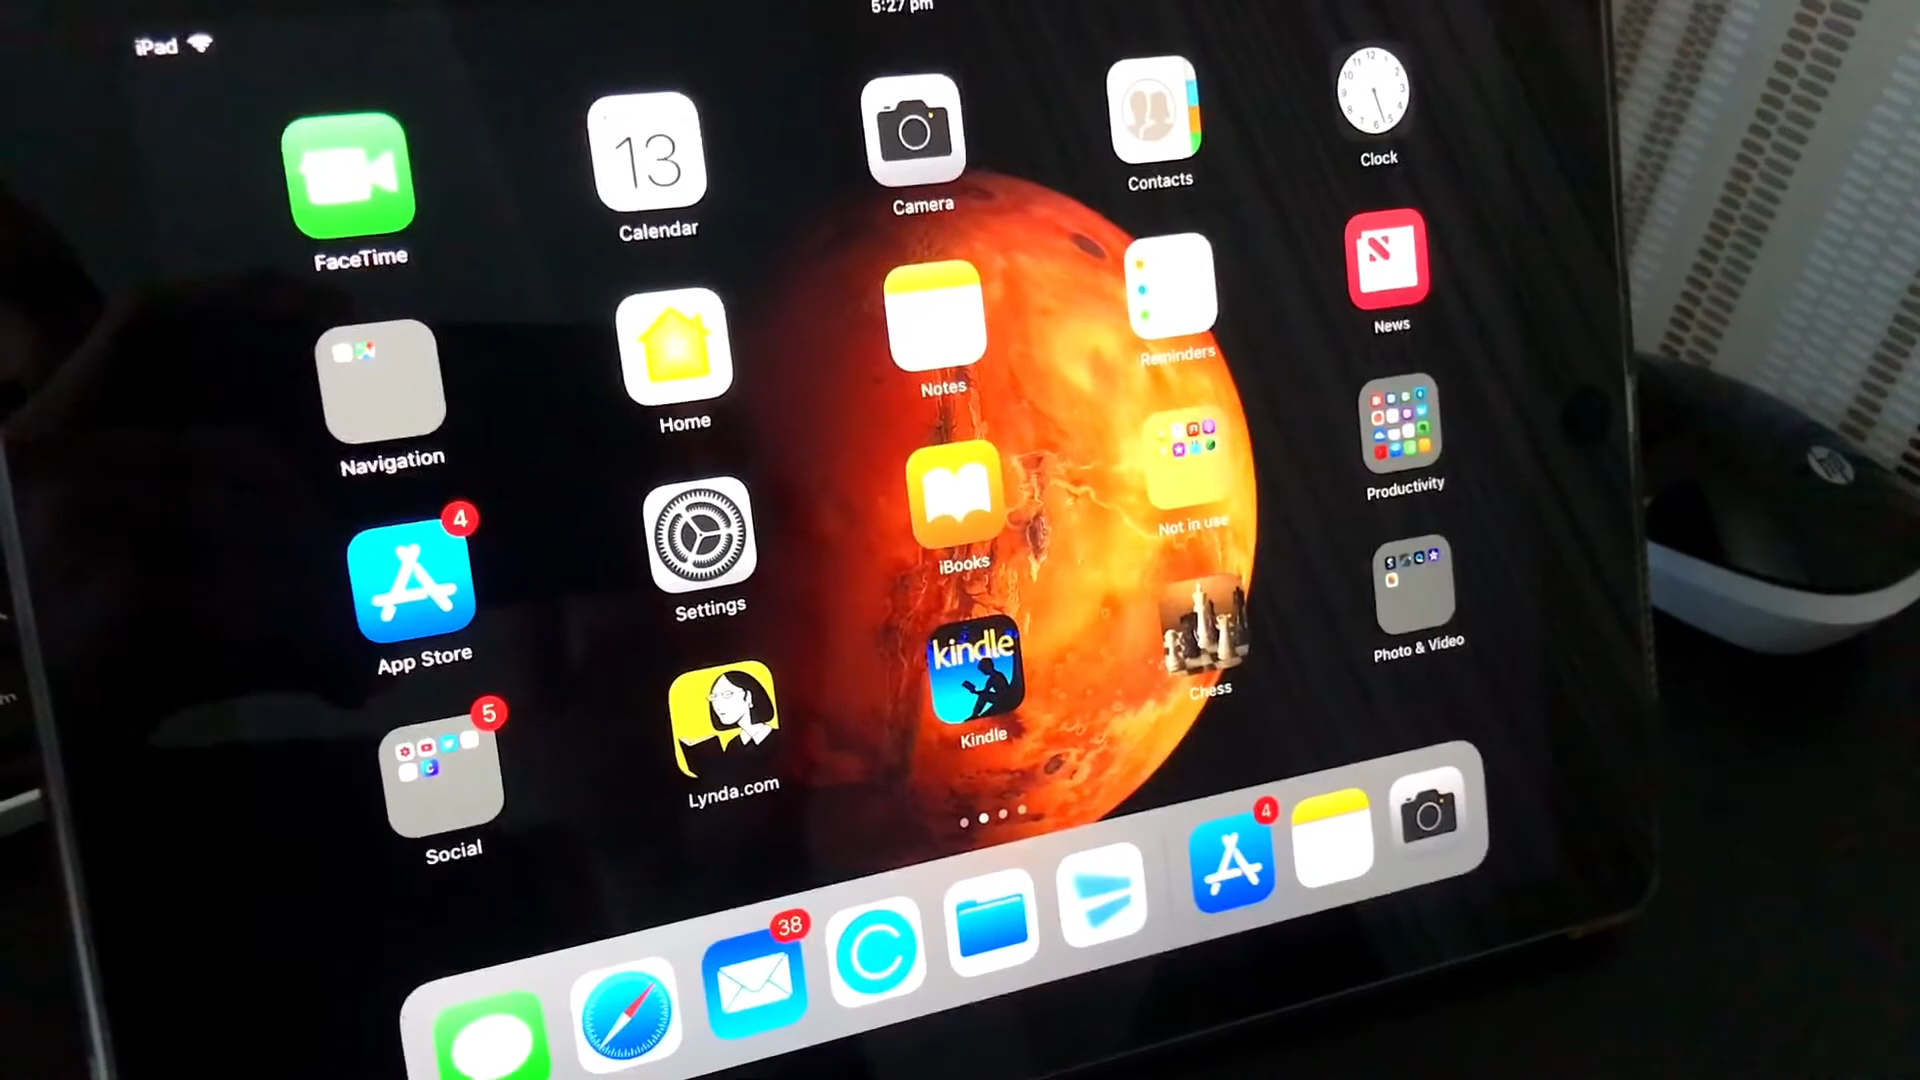 5:27 pm
iPad
FaceTime
13
Calendar
Camera
Contacts
Clock
Navigation
Home
Notes
Reminders
News
4
App Store
Settings
iBooks
Not in use
Productivity
5
Social
Lynda.com
kindle
Kindle
Chess
Photo & Video
38
4
hp